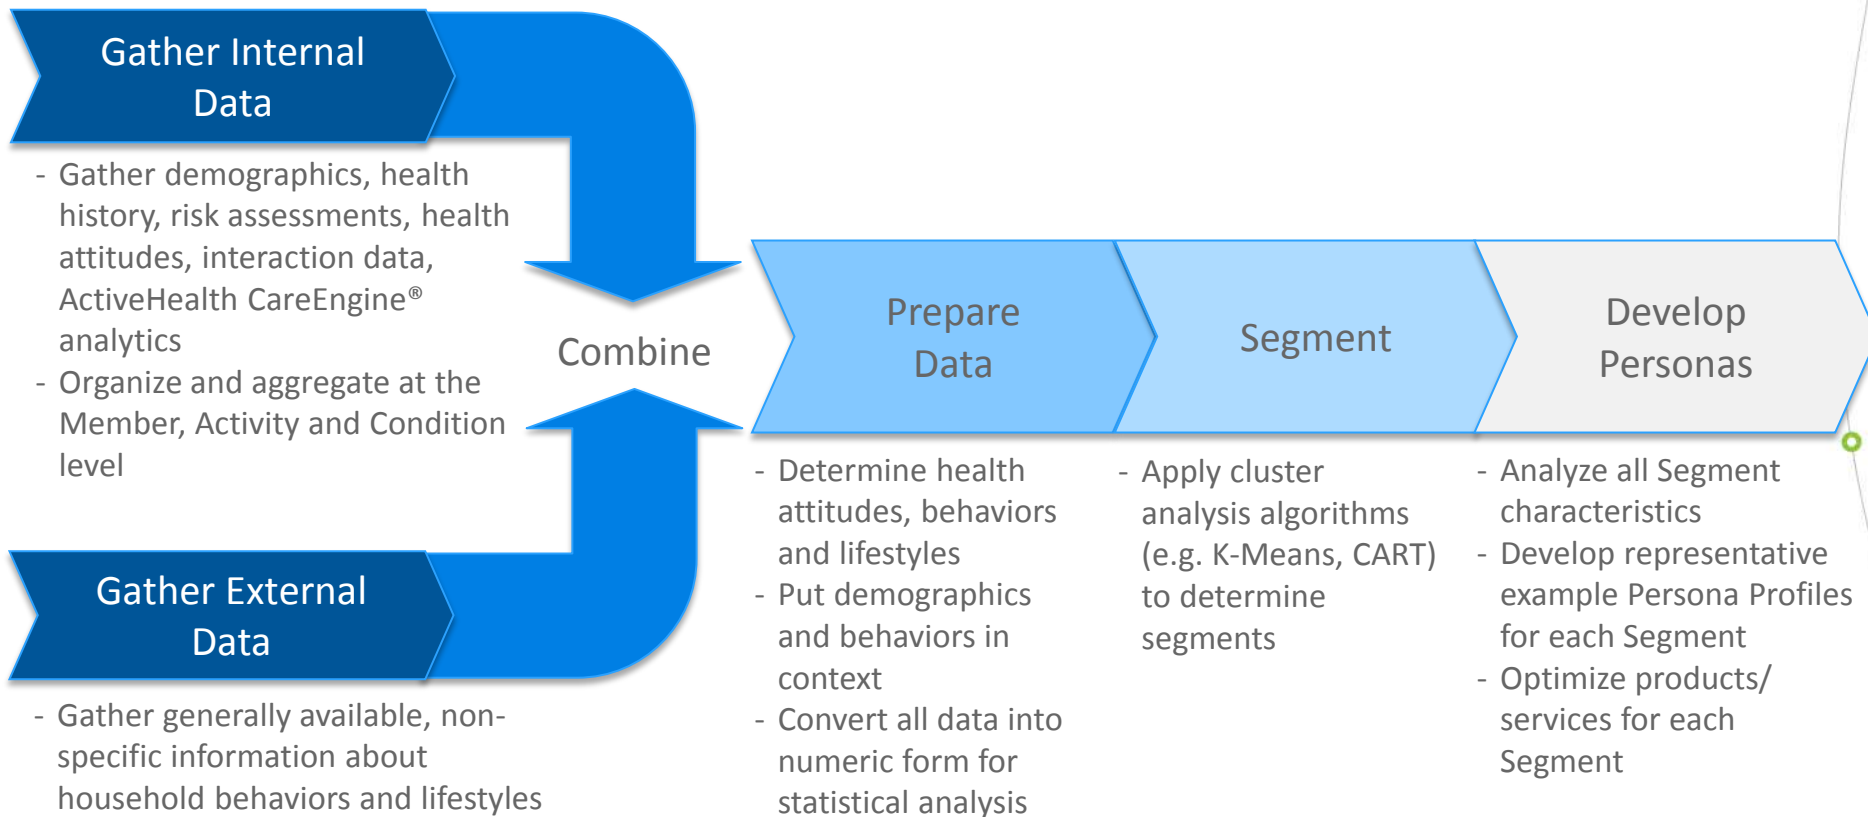 Gather Internal
Data
- Gather demographics, health
history, risk assessments, health
attitudes, interaction data,
ActiveHealth CareEngine®
analytics
- Organize and aggregate at the
Member, Activity and Condition
level
Gather External
Data
- Gather generally available, non-
specific information about
household behaviors and lifestyles
Combine
Prepare
Data
- Determine health
attitudes, behaviors
and lifestyles
- Put demographics
and behaviors in
context
- Convert all data into
numeric form for
statistical analysis
Segment
- Apply cluster
analysis algorithms
(e.g. K-Means, CART)
to determine
segments
Develop
Personas
- Analyze all Segment
characteristics
- Develop representative
example Persona Profiles
for each Segment
- Optimize products/
services for each
Segment